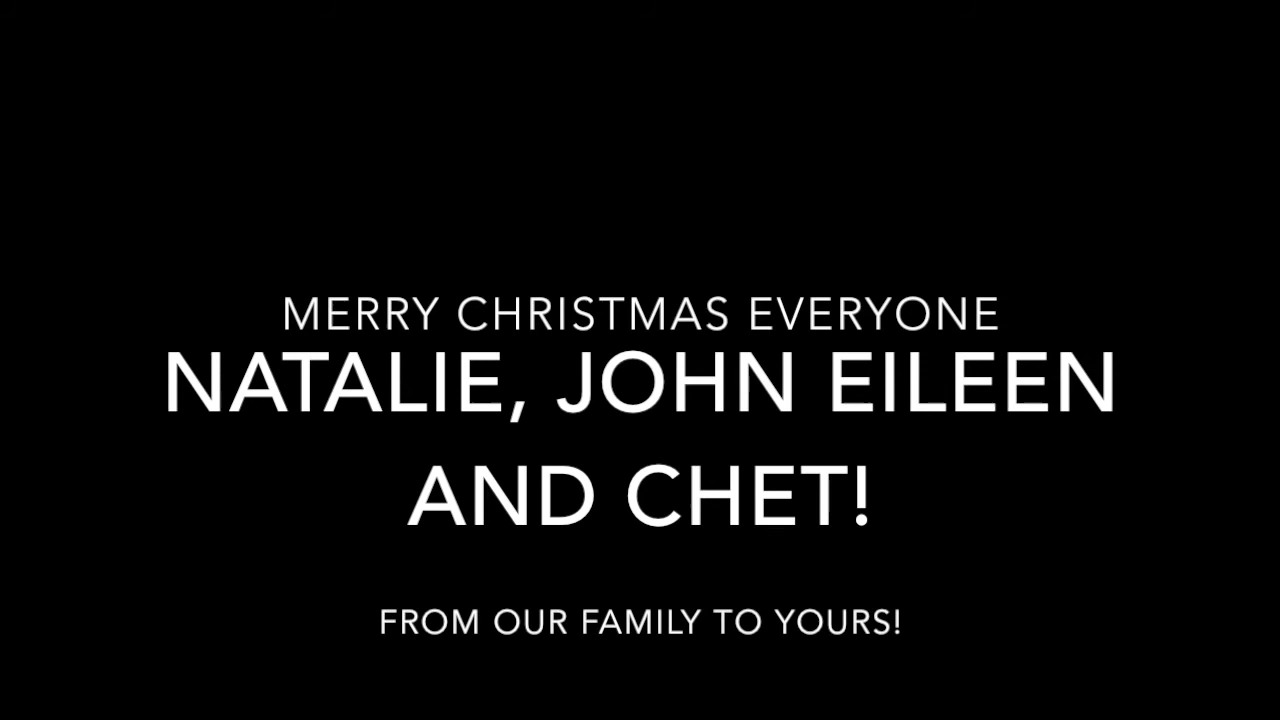 MERRY CHRISTMAS EVERYONE
NATALIE, JOHN EILEEN
AND CHET!
FROM OUR FAMILY TO YOURS!